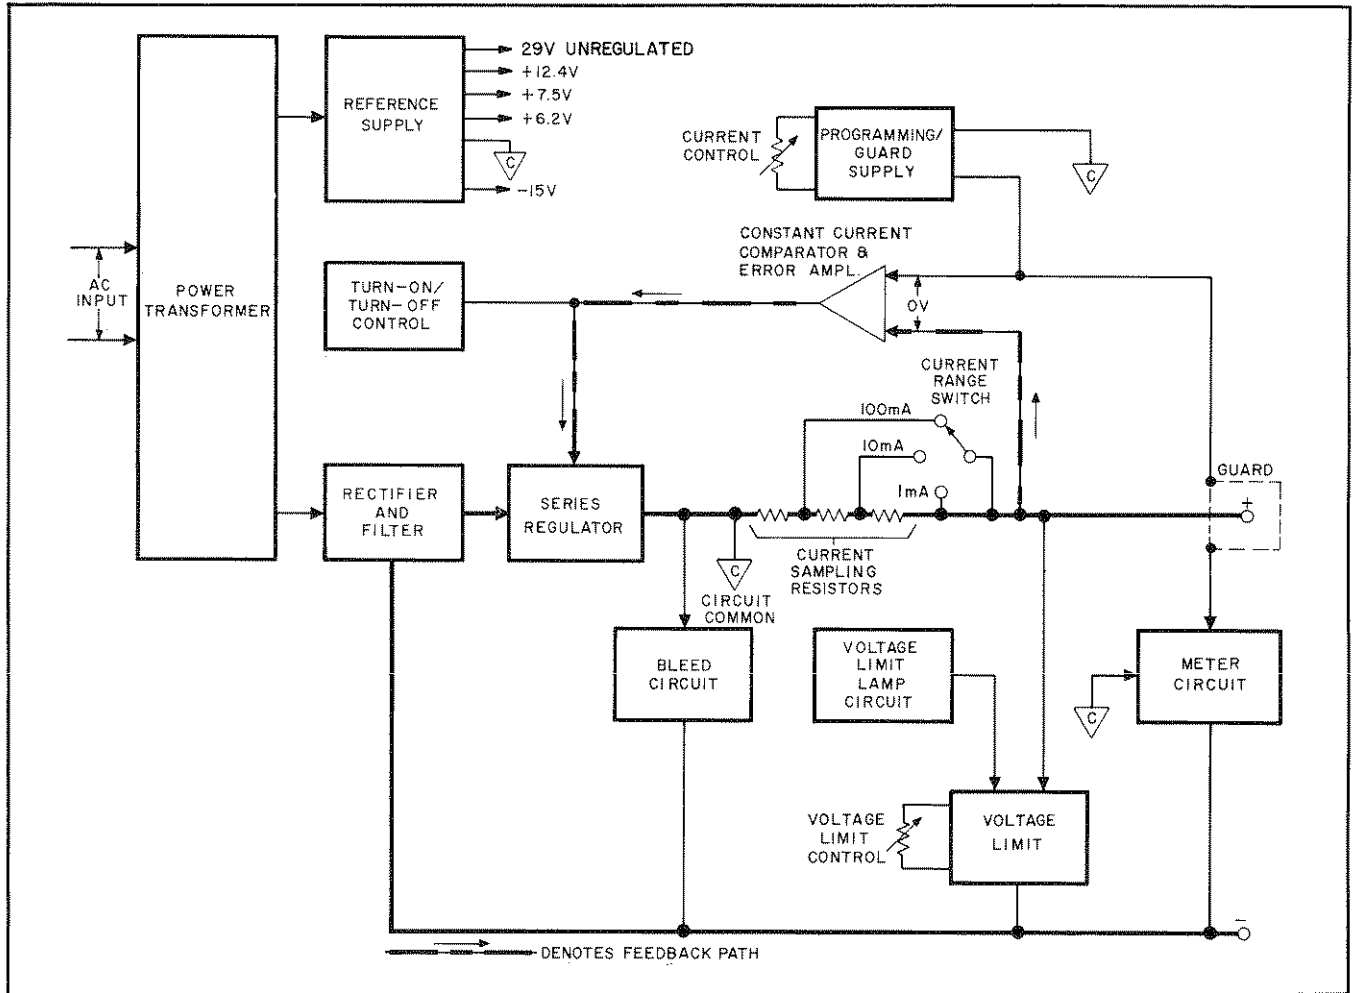 29V UNREGULATED
+12.4V
+7.5V
+6.2V
C
-15V
REFERENCE
SUPPLY
CURRENT
CONTROL
PROGRAMMING/
GUARD
SUPPLY
C
AC
INPUT
POWER
TRANSFORMER
TURN-ON/
TURN-OFF
CONTROL
CONSTANT CURRENT
COMPARATOR &
ERROR AMPL.
0V
CURRENT
RANGE
SWITCH
100mA
10mA
1mA
GUARD
+
RECTIFIER
AND
FILTER
SERIES
REGULATOR
C
CIRCUIT
COMMON
CURRENT
SAMPLING
RESISTORS
BLEED
CIRCUIT
VOLTAGE
LIMIT
LAMP
CIRCUIT
C
METER
CIRCUIT
VOLTAGE
LIMIT
CONTROL
VOLTAGE
LIMIT
-
DENOTES FEEDBACK PATH